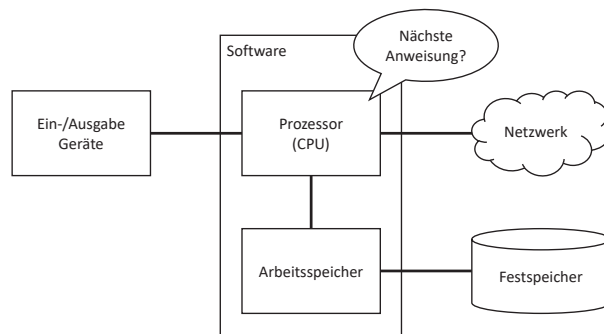 Nächste
Anweisung?
Software
Ein-/Ausgabe
Geräte
Prozessor
(CPU)
Netzwerk
Arbeitsspeicher
Festspeicher